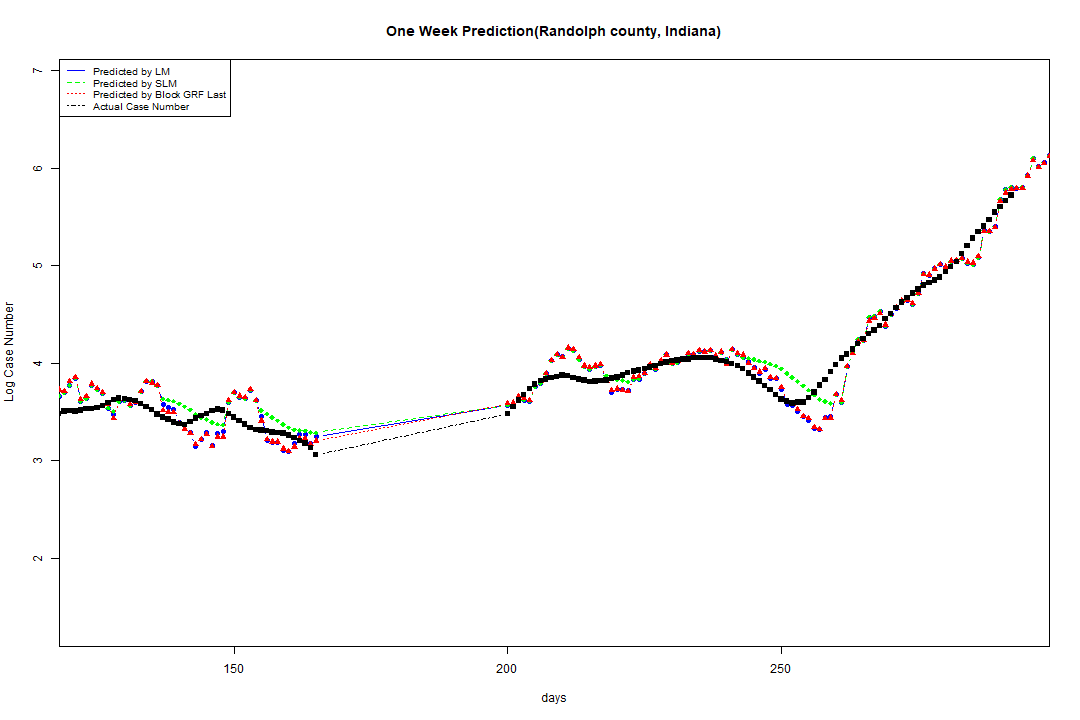 One Week Prediction(Randolph county, Indiana)
Predicted by LM
Predicted by SLM
Predicted by Block GRF Last
Actual Case Number
7
6
5
4
3
2
Log Case Number
150
200
250
days